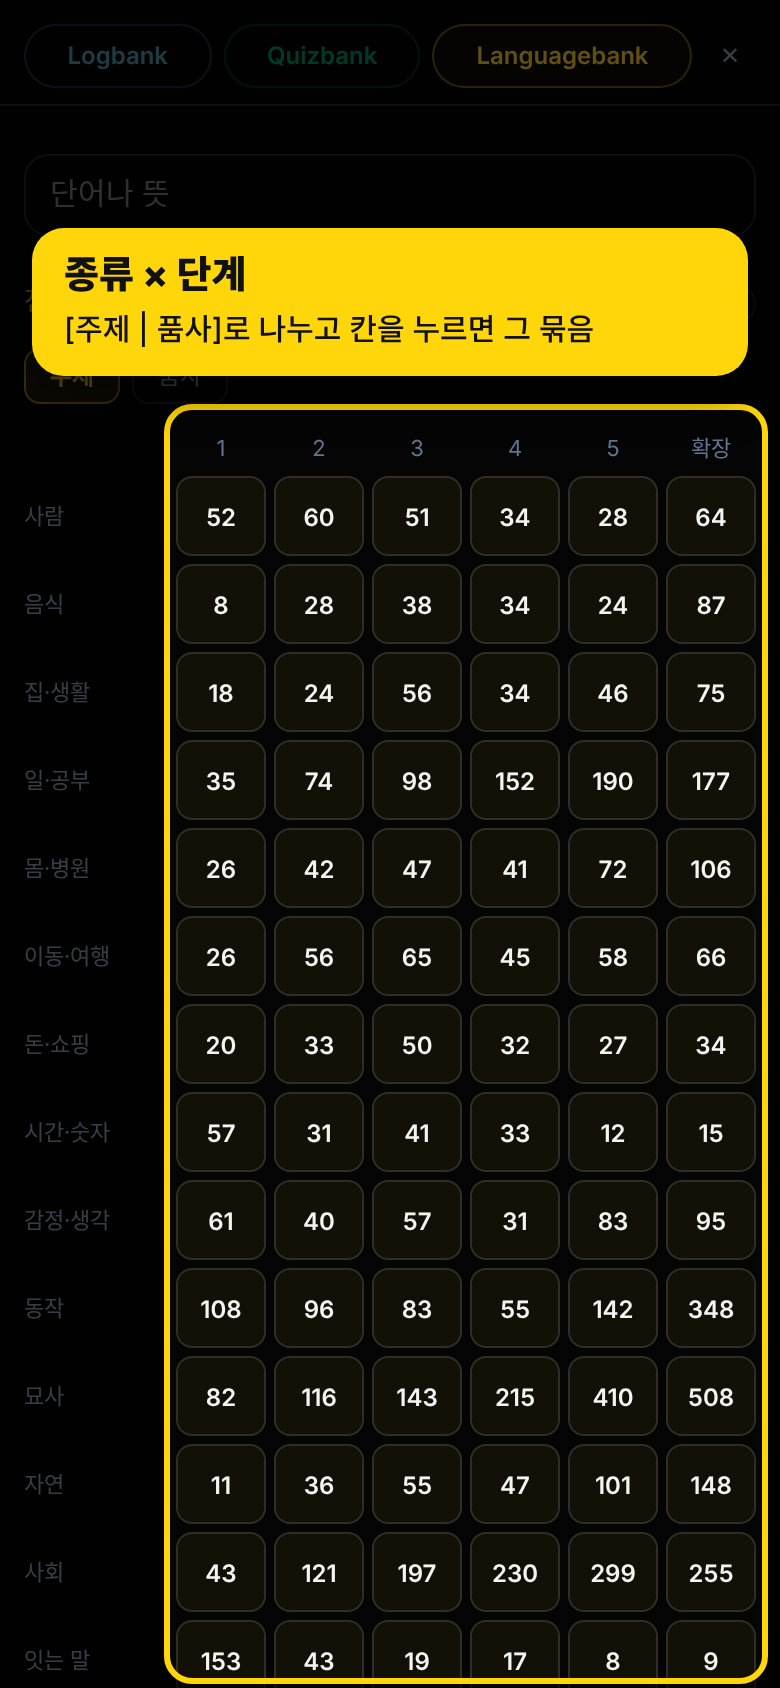 Logbank Quizbank Languagebank ×
단어나 뜻
종류 × 단계
[주제 | 품사]로 나누고 칸을 누르면 그 묶음
1 2 3 4 5 확장
사람 52 60 51 34 28 64
음식 8 28 38 34 24 87
집·생활 18 24 56 34 46 75
일·공부 35 74 98 152 190 177
몸·병원 26 42 47 41 72 106
이동·여행 26 56 65 45 58 66
돈·쇼핑 20 33 50 32 27 34
시간·숫자 57 31 41 33 12 15
감정·생각 61 40 57 31 83 95
동작 108 96 83 55 142 348
묘사 82 116 143 215 410 508
자연 11 36 55 47 101 148
사회 43 121 197 230 299 255
잇는 말 153 43 19 17 8 9